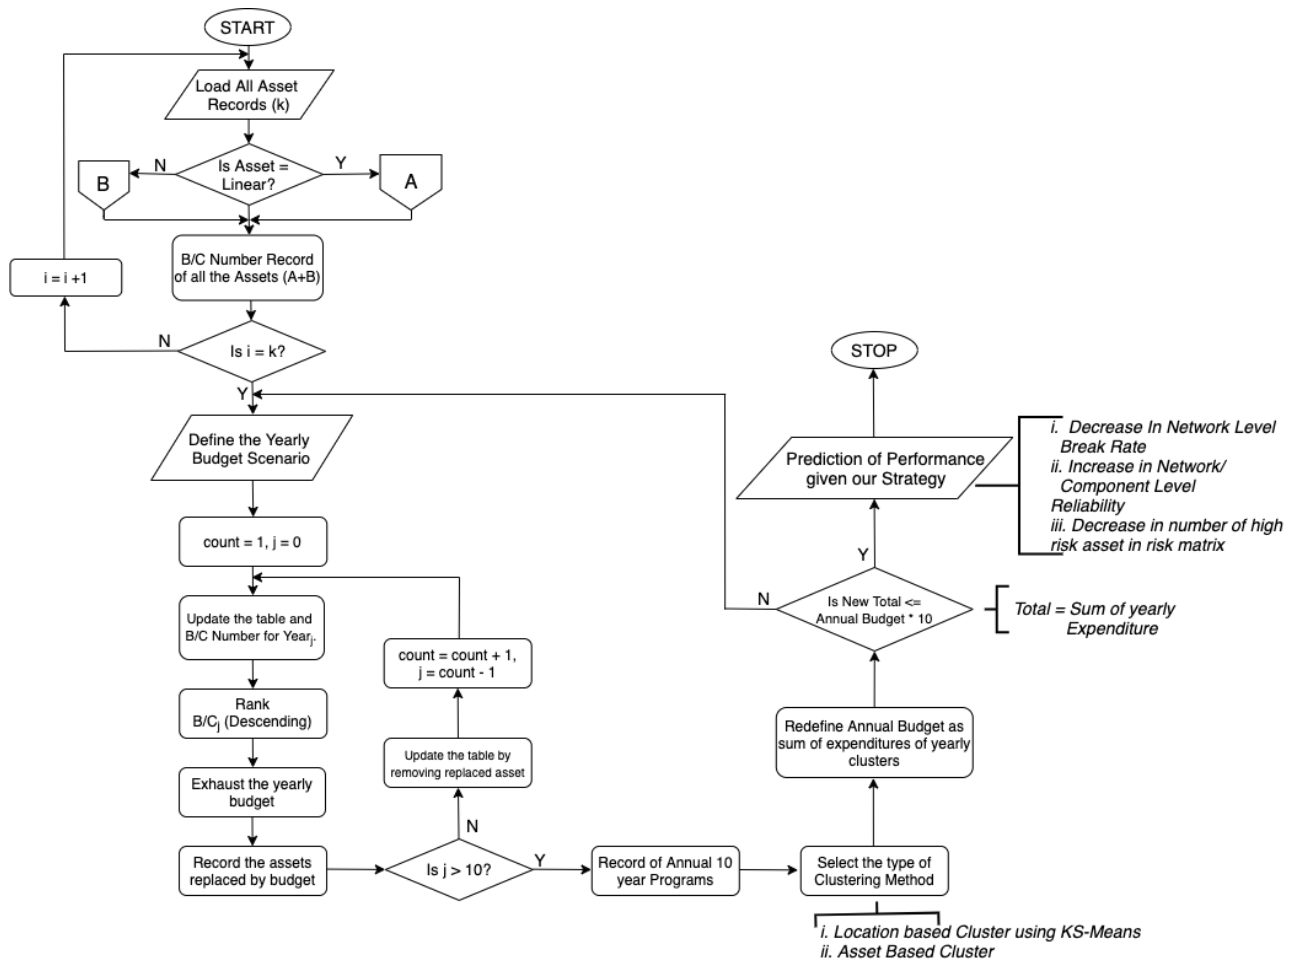 START
Load All Asset
Records (k)
Is Asset =
Linear?
N
Y
B
A
B/C Number Record
of all the Assets (A+B)
i = i +1
N
Is i = k?
Y
Define the Yearly
Budget Scenario
count = 1, j = 0
Update the table and
B/C Number for Yearj.
Rank
B/Cj (Descending)
Exhaust the yearly
budget
Record the assets
replaced by budget
Is j > 10?
N
Update the table by
removing replaced asset
count = count + 1,
j = count - 1
Y
Record of Annual 10
year Programs
Select the type of
Clustering Method
i. Location based Cluster using KS-Means
ii. Asset Based Cluster
Redefine Annual Budget as
sum of expenditures of yearly
clusters
Is New Total <=
Annual Budget * 10
N
Total = Sum of yearly
Expenditure
Y
Prediction of Performance
given our Strategy
i. Decrease In Network Level
Break Rate
ii. Increase in Network/
Component Level
Reliability
iii. Decrease in number of high
risk asset in risk matrix
STOP